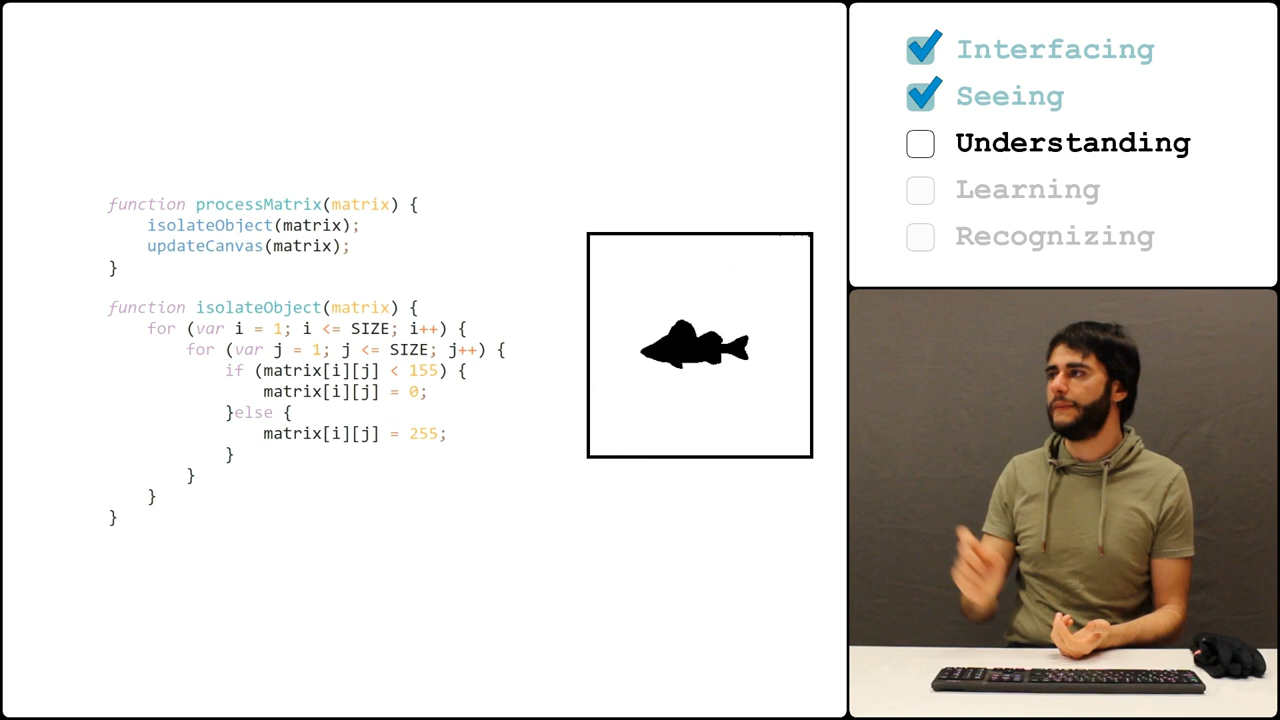 function processMatrix(matrix) {
    isolateObject(matrix);
    updateCanvas(matrix);
}

function isolateObject(matrix) {
    for (var i = 1; i <= SIZE; i++) {
        for (var j = 1; j <= SIZE; j++) {
            if (matrix[i][j] < 155) {
                matrix[i][j] = 0;
            }else {
                matrix[i][j] = 255;
            }
        }
    }
}
Interfacing
Seeing
Understanding
Learning
Recognizing